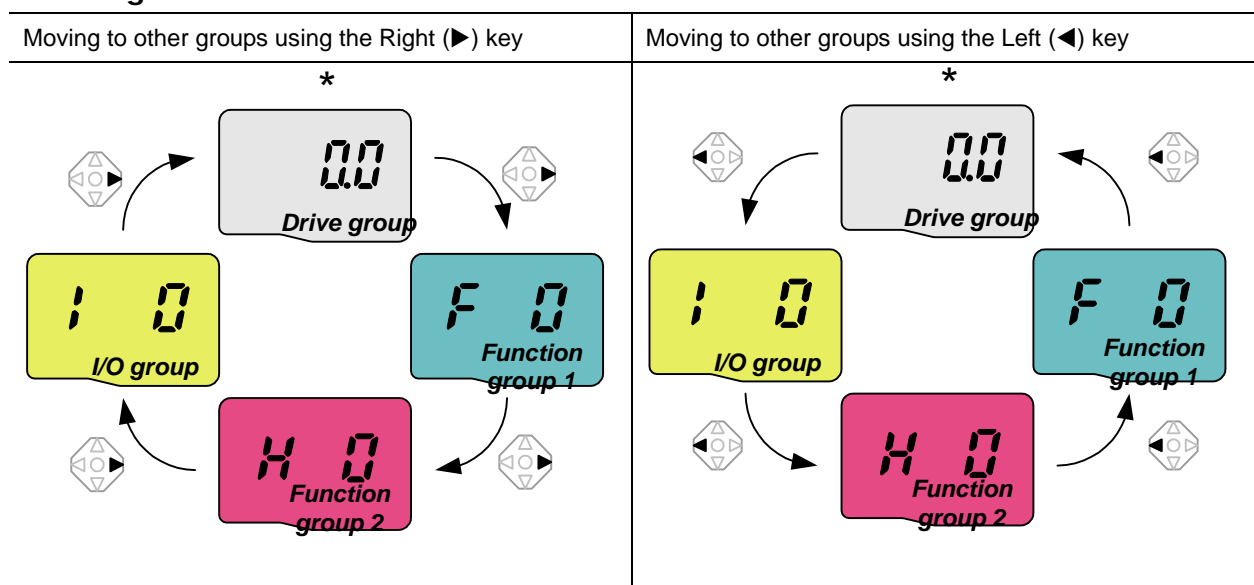 Moving to other groups using the Right (▶) key
Moving to other groups using the Left (◀) key
*
0.0
Drive group
I 0
I/O group
F 0
Function
group 1
H 0
Function
group 2
*
0.0
Drive group
I 0
I/O group
F 0
Function
group 1
H 0
Function
group 2